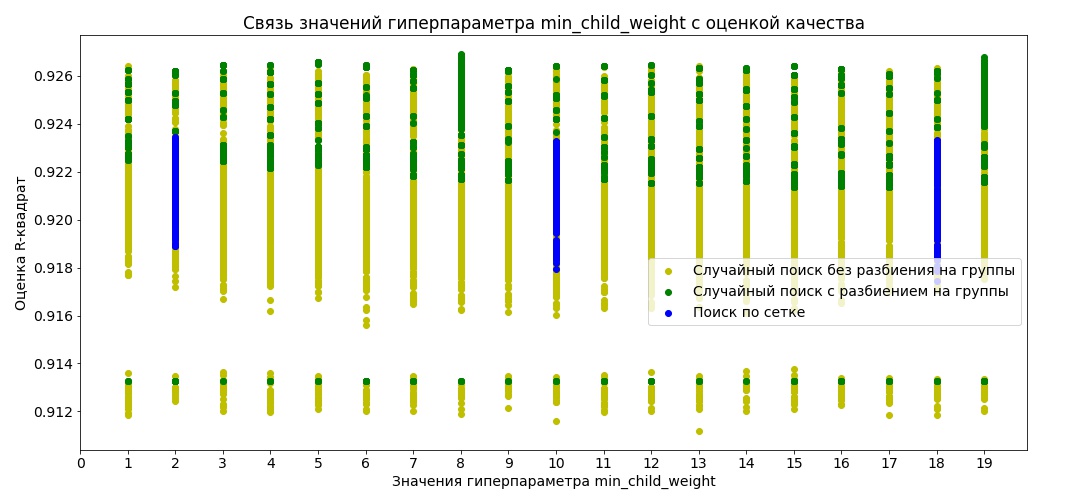 Связь значений гиперпараметра min_child_weight с оценкой качества
Оценка R-квадрат
0.926
0.924
0.922
0.920
0.918
0.916
0.914
0.912
Случайный поиск без разбиения на группы
Случайный поиск с разбиением на группы
Поиск по сетке
0 1 2 3 4 5 6 7 8 9 10 11 12 13 14 15 16 17 18 19
Значения гиперпараметра min_child_weight